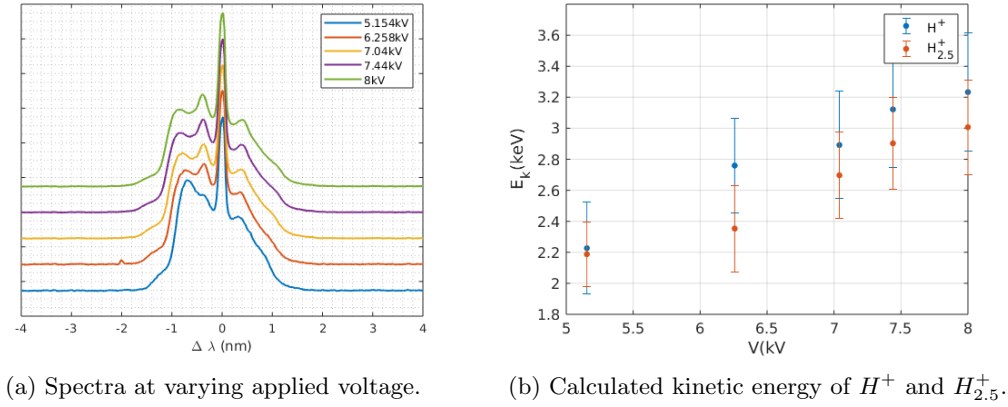 5.154kV
6.258kV
7.04kV
7.44kV
8kV
-4 -3 -2 -1 0 1 2 3 4
Δ λ (nm)
3.6
3.4
3.2
3
2.8
2.6
2.4
2.2
2
1.8
E_k(keV)
H^+
H_{2.5}^+
5 5.5 6 6.5 7 7.5 8
V(kV
(a) Spectra at varying applied voltage.
(b) Calculated kinetic energy of H^+ and H_{2.5}^+.